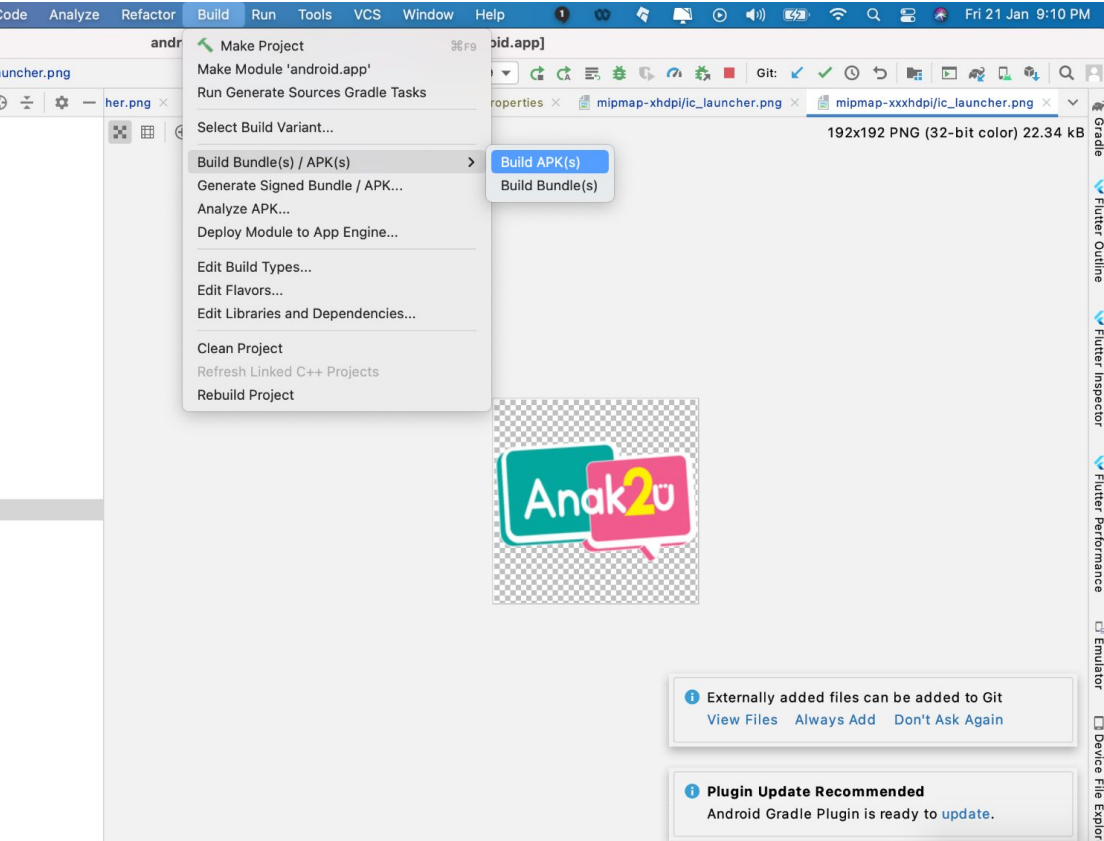 Code Analyze Refactor Build Run Tools VCS Window Help 1 Fri 21 Jan 9:10 PM
andr
oid.app]
uncher.png
Git:
her.png
roperties
mipmap-xhdpi/ic_launcher.png
mipmap-xxxhdpi/ic_launcher.png
192x192 PNG (32-bit color) 22.34 kB
Make Project ⌘F9
Make Module 'android.app'
Run Generate Sources Gradle Tasks
Select Build Variant...
Build Bundle(s) / APK(s)
Generate Signed Bundle / APK...
Analyze APK...
Deploy Module to App Engine...
Edit Build Types...
Edit Flavors...
Edit Libraries and Dependencies...
Clean Project
Refresh Linked C++ Projects
Rebuild Project
Build APK(s)
Build Bundle(s)
Anak2u
Externally added files can be added to Git
View Files Always Add Don't Ask Again
Plugin Update Recommended
Android Gradle Plugin is ready to update.
Gradle
Flutter Outline
Flutter Inspector
Flutter Performance
Emulator
Device File Explor